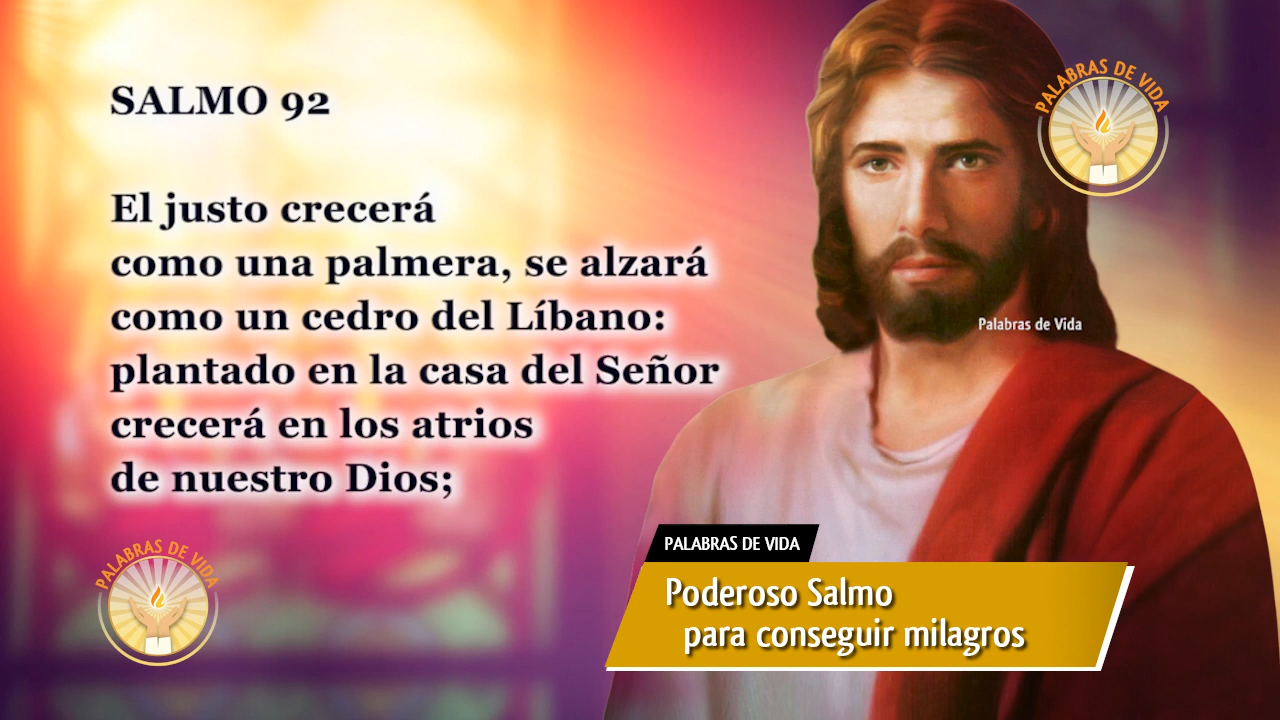 SALMO 92
El justo crecerá
como una palmera, se alzará
como un cedro del Líbano:
plantado en la casa del Señor
crecerá en los atrios
de nuestro Dios;
PALABRAS DE VIDA
Palabras de Vida
PALABRAS DE VIDA
Poderoso Salmo
para conseguir milagros
PALABRAS DE VIDA